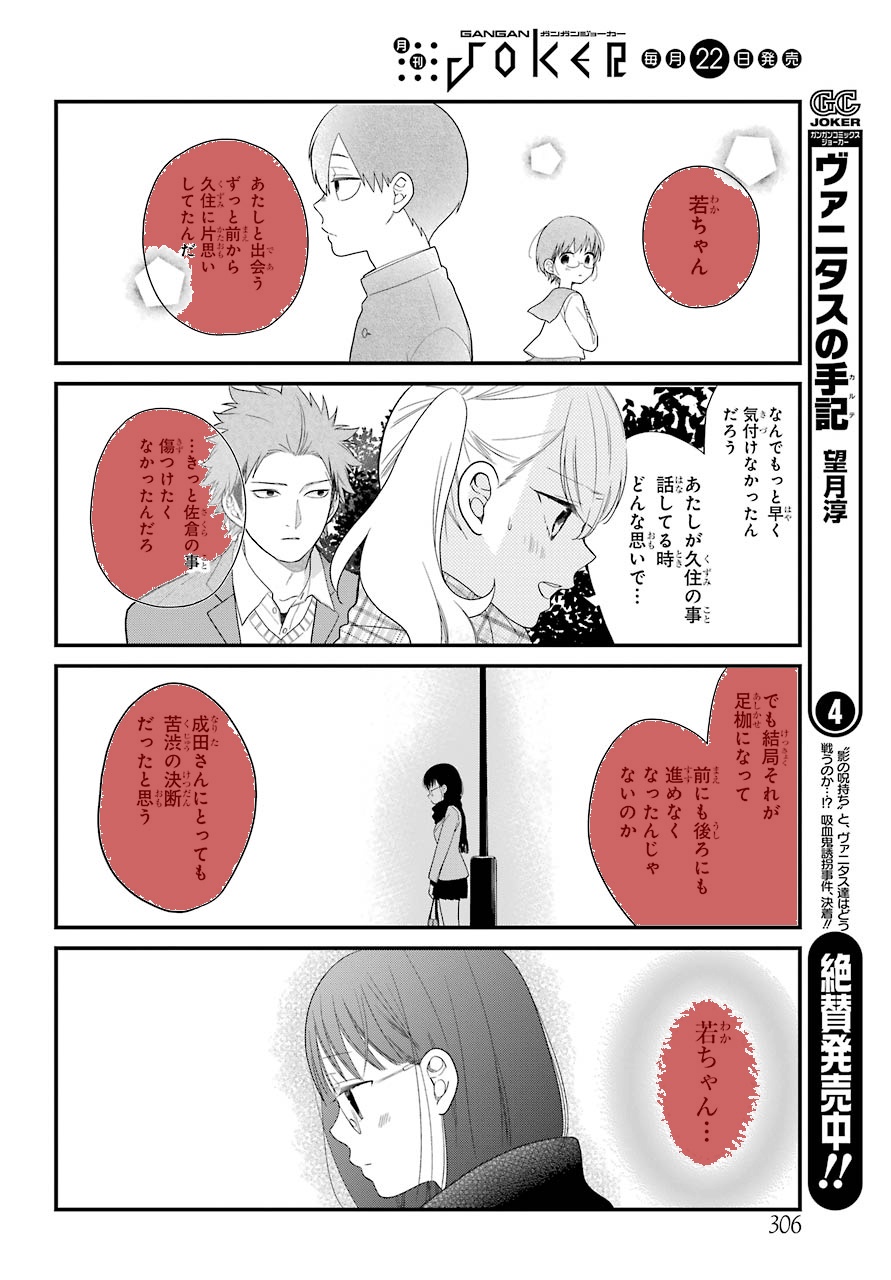 月刊
GANGAN
ガンガンジョーカー
JOKER
毎月22日発売
若ちゃん
あたしと出会う
ずっと前から
久住に片思い
してたんだ
なんでもっと早く
気付けなかったん
だろう
あたしが久住の事
話してる時
どんな思いで…
…きっと佐倉の事
傷つけたく
なかったんだろ
でも結局それが
足枷になって
前にも後ろにも
進めなく
なったんじゃ
ないのか
成田さんにとっても
苦渋の決断
だったと思う
若ちゃん…
GC
JOKER
ガンガンコミックス
ジョーカー
ヴァニタスの手記
カルテ
望月淳
4
“影の呪持ち”と、ヴァニタス達はどう
戦うのか…!? 吸血鬼誘拐事件、決着!!
絶賛発売中!!
306